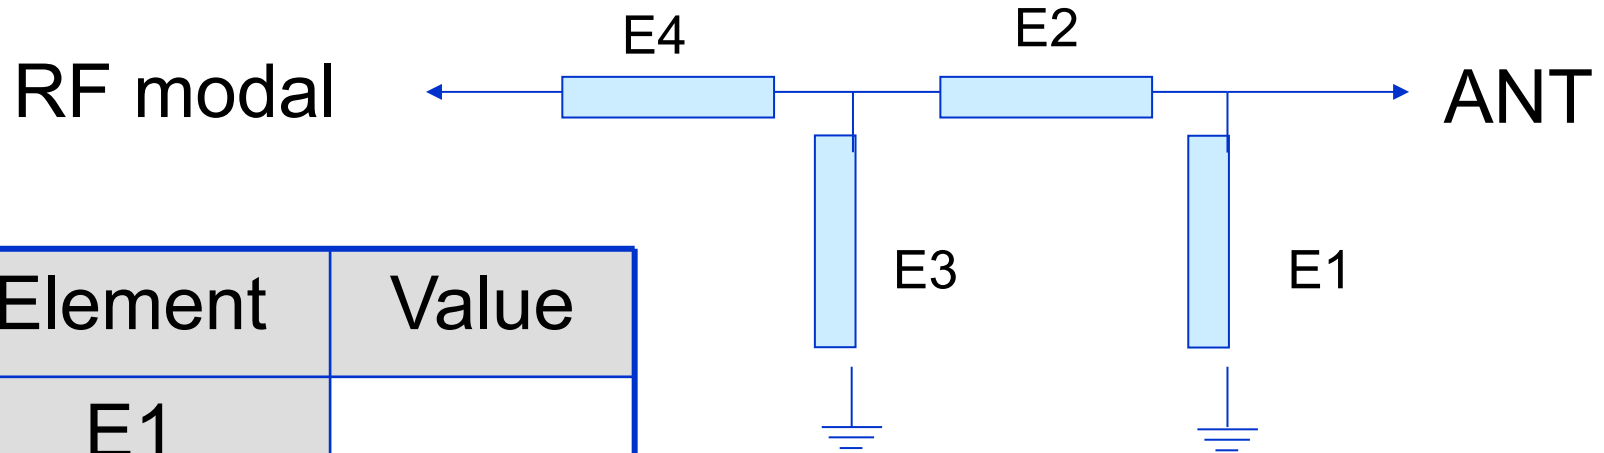 E4
E2
RF modal
ANT
E3
E1
Element
Value
E1